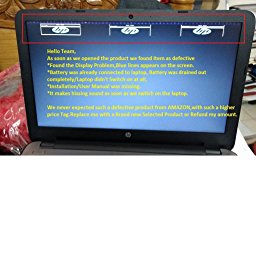 hp hp hp
Hello Team,
As soon as we opened the product we found item as defective
*Found the Display Problem,Blue lines appears on the screen.
*Battery was already connected to laptop, Battery was drained out
completely/Laptop didn't Switch on at all.
*Installation/User Manual was missing.
*It makes hissing sound as soon as we switch on the laptop.
We never expected such a defective product from AMAZON,with such a higher
price Tag.Replace me with a brand new Selected Product or Refund my amount.
hp